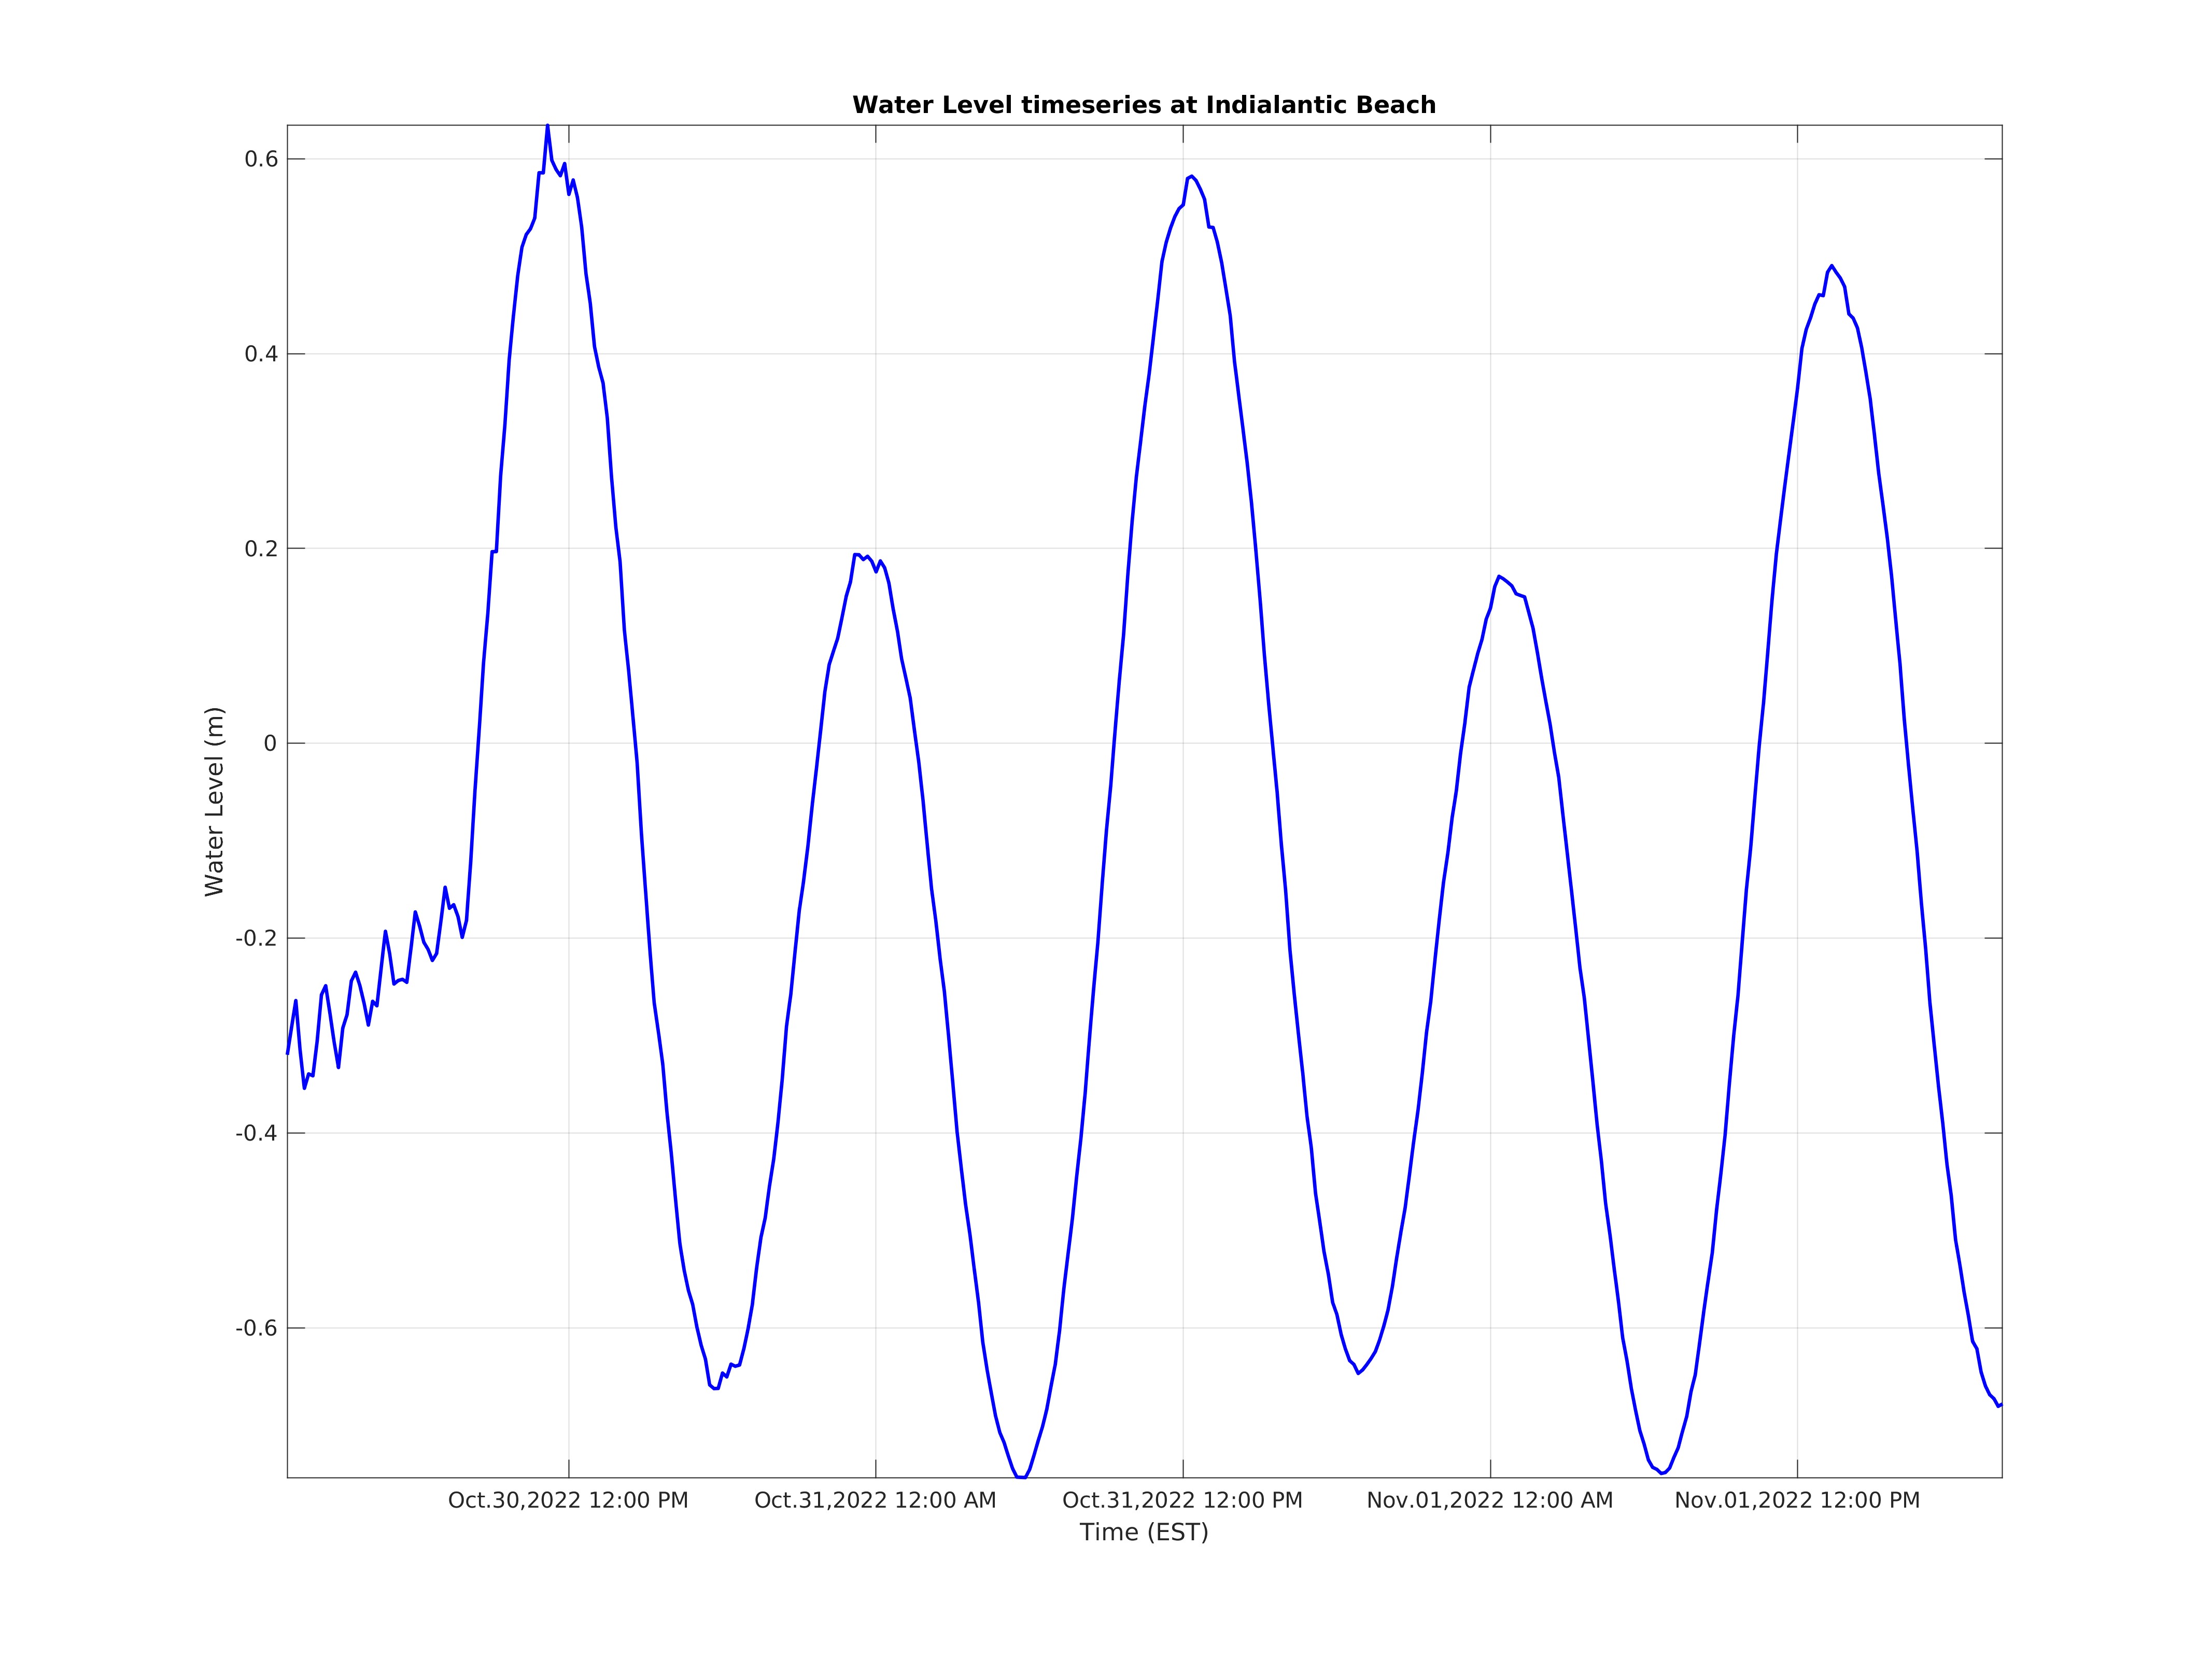 Water Level timeseries at Indialantic Beach
0.6
0.4
0.2
0
-0.2
-0.4
-0.6
Water Level (m)
Oct.30,2022 12:00 PM
Oct.31,2022 12:00 AM
Oct.31,2022 12:00 PM
Nov.01,2022 12:00 AM
Nov.01,2022 12:00 PM
Time (EST)